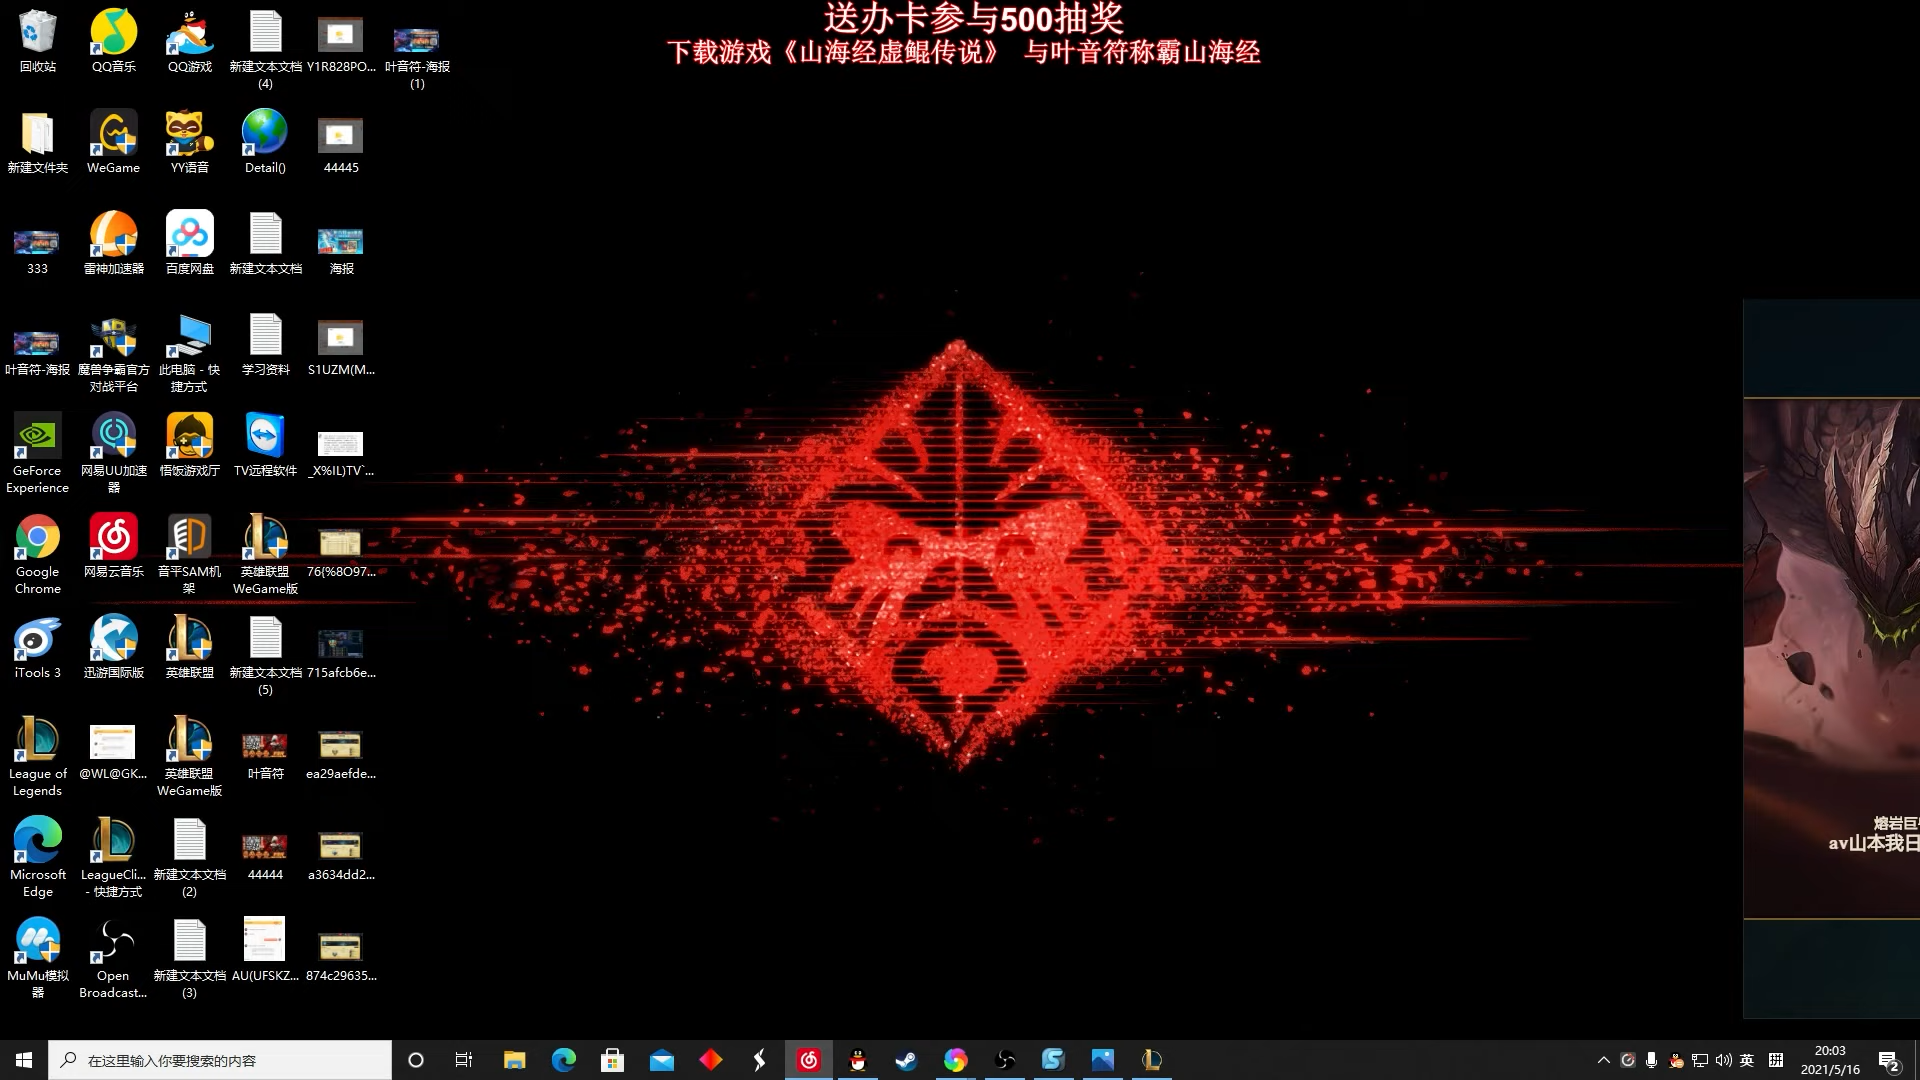 送办卡参与500抽奖
下载游戏《山海经虚鲲传说》 与叶音符称霸山海经
回收站
QQ音乐
QQ游戏
新建文本文档
(4)
Y1R828PO...
叶音符-海报
(1)
新建文件夹
WeGame
YY语音
Detail()
44445
333
雷神加速器
百度网盘
新建文本文档
海报
叶音符-海报
魔兽争霸官方
对战平台
此电脑 - 快
捷方式
学习资料
S1UZM(M...
GeForce
Experience
网易UU加速
器
悟饭游戏厅
TV远程软件
_X%IL)TV`...
Google
Chrome
网易云音乐
音平SAM机
架
英雄联盟
WeGame版
76{%8O97...
iTools 3
迅游国际版
英雄联盟
新建文本文档
(5)
715afcb6e...
League of
Legends
@WL@GK...
英雄联盟
WeGame版
叶音符
ea29aefde...
Microsoft
Edge
LeagueCli...
- 快捷方式
新建文本文档
(2)
44444
a3634dd2...
MuMu模拟
器
Open
Broadcast...
新建文本文档
(3)
AU(UFSKZ...
874c29635...
熔岩巨
av山本我日
在这里输入你要搜索的内容
英
20:03
2021/5/16
2